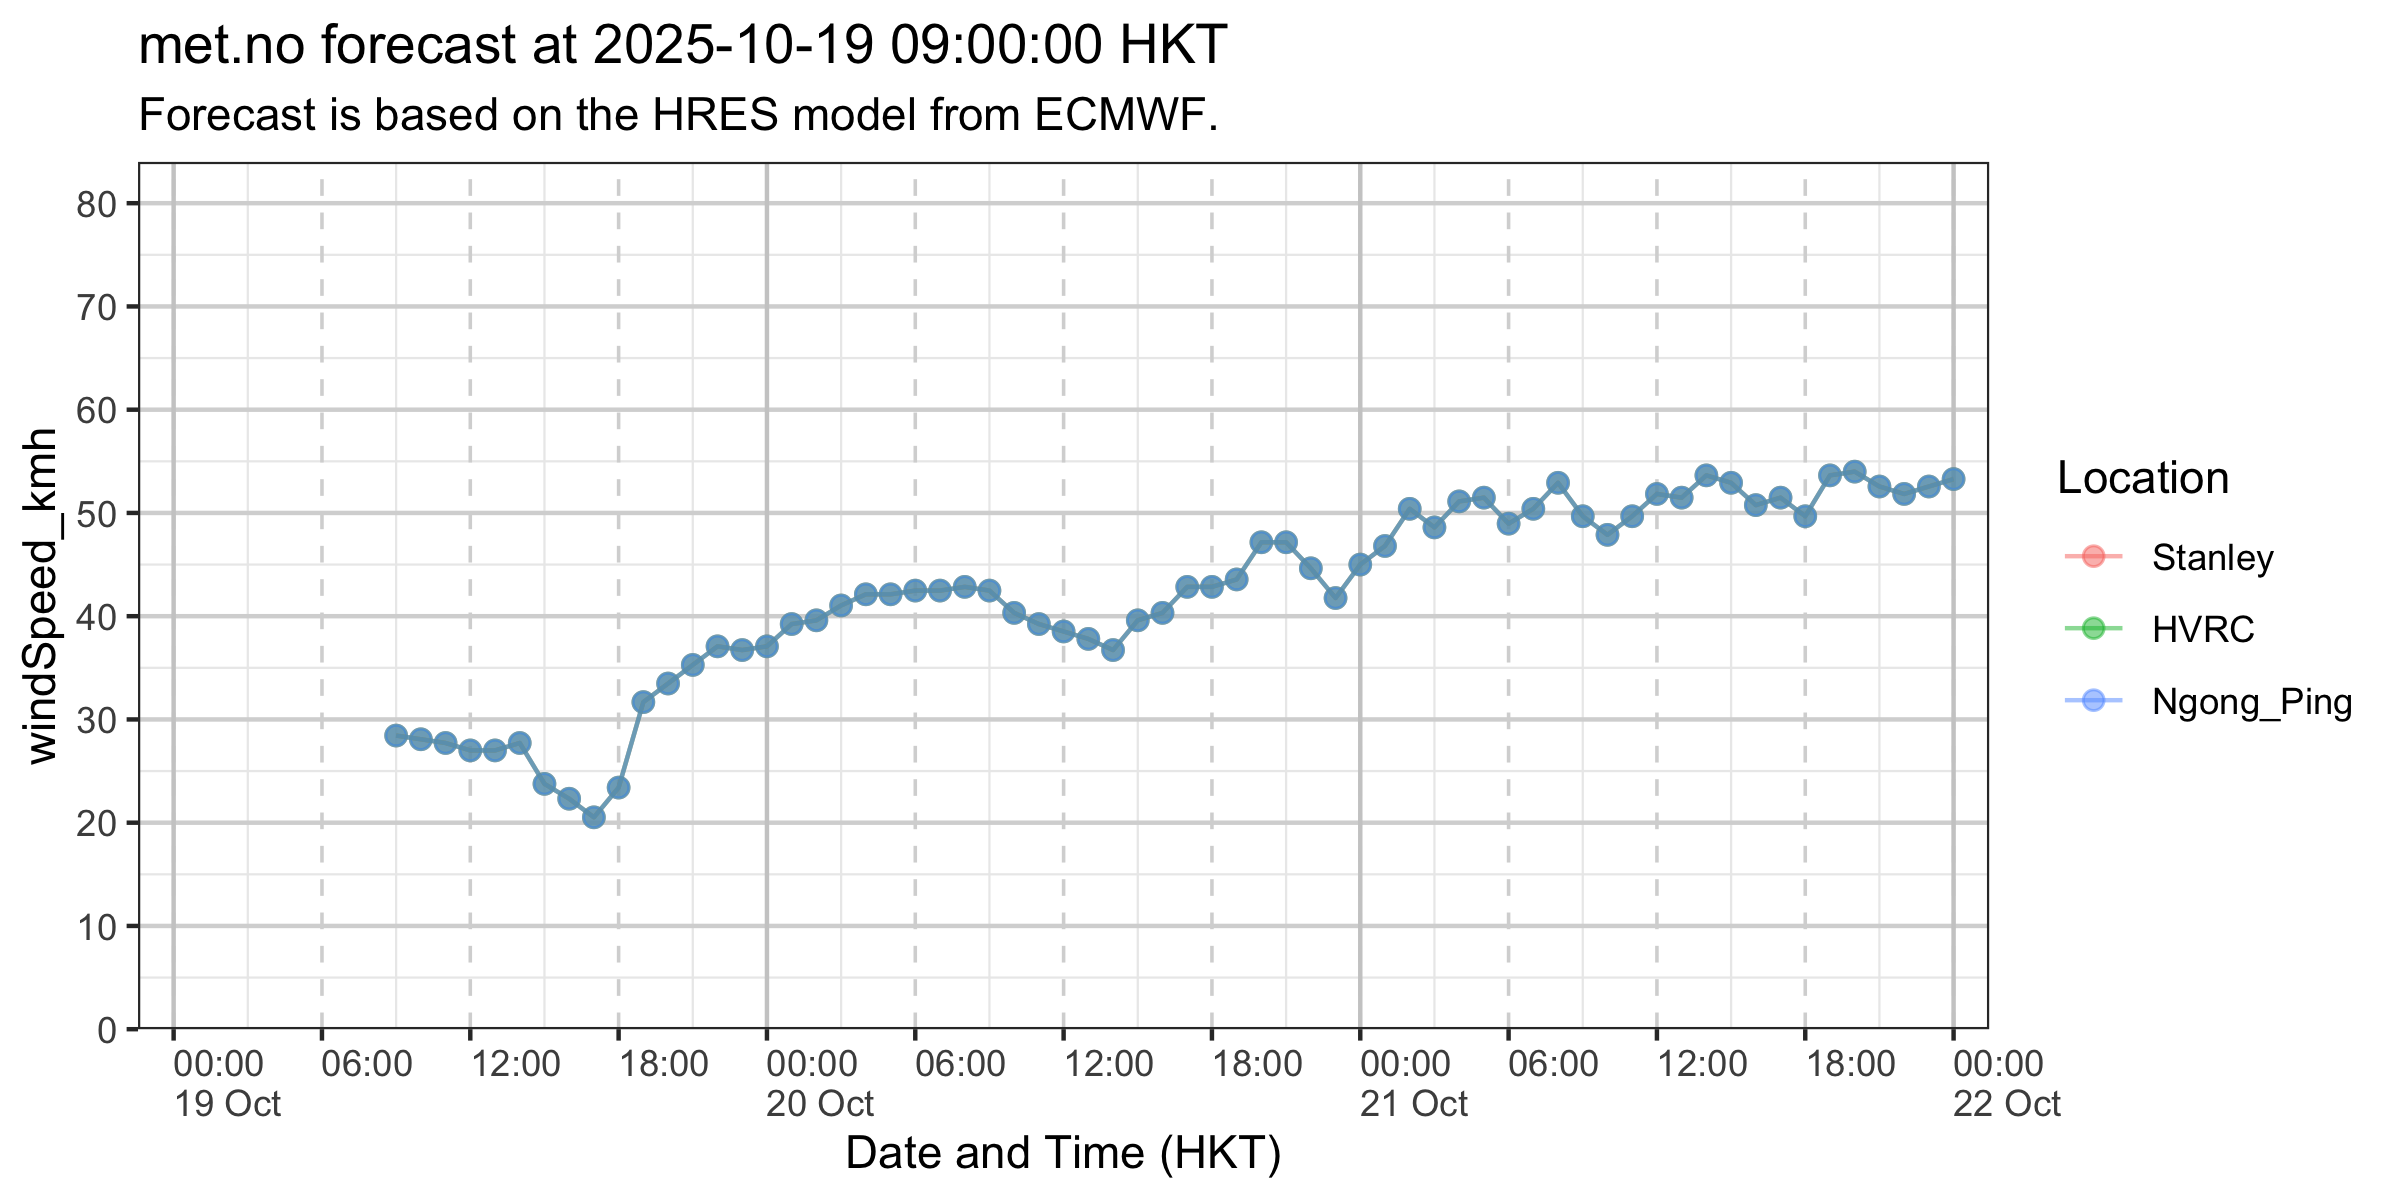 met.no forecast at 2025-10-19 09:00:00 HKT
Forecast is based on the HRES model from ECMWF.
windSpeed_kmh
80
70
60
50
40
30
20
10
0
00:00 06:00 12:00 18:00 00:00 06:00 12:00 18:00 00:00 06:00 12:00 18:00 00:00
19 Oct 20 Oct 21 Oct 22 Oct
Date and Time (HKT)
Location
Stanley
HVRC
Ngong_Ping